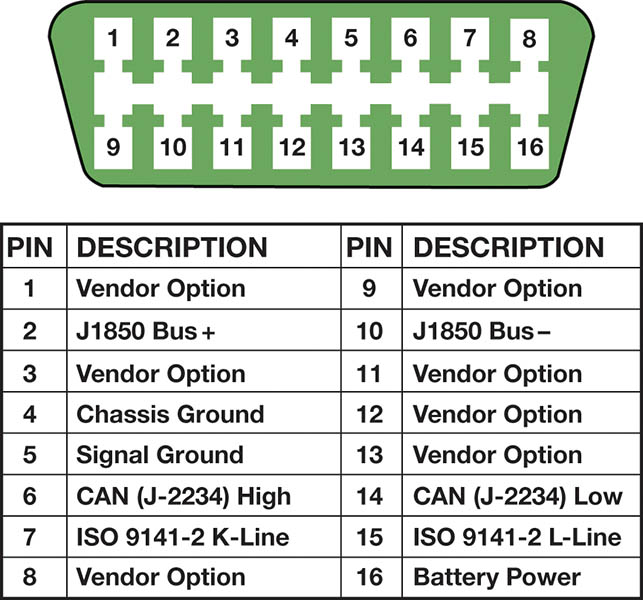 1 2 3 4 5 6 7 8
9 10 11 12 13 14 15 16
PIN DESCRIPTION PIN DESCRIPTION
1 Vendor Option 9 Vendor Option
2 J1850 Bus+ 10 J1850 Bus–
3 Vendor Option 11 Vendor Option
4 Chassis Ground 12 Vendor Option
5 Signal Ground 13 Vendor Option
6 CAN (J-2234) High 14 CAN (J-2234) Low
7 ISO 9141-2 K-Line 15 ISO 9141-2 L-Line
8 Vendor Option 16 Battery Power